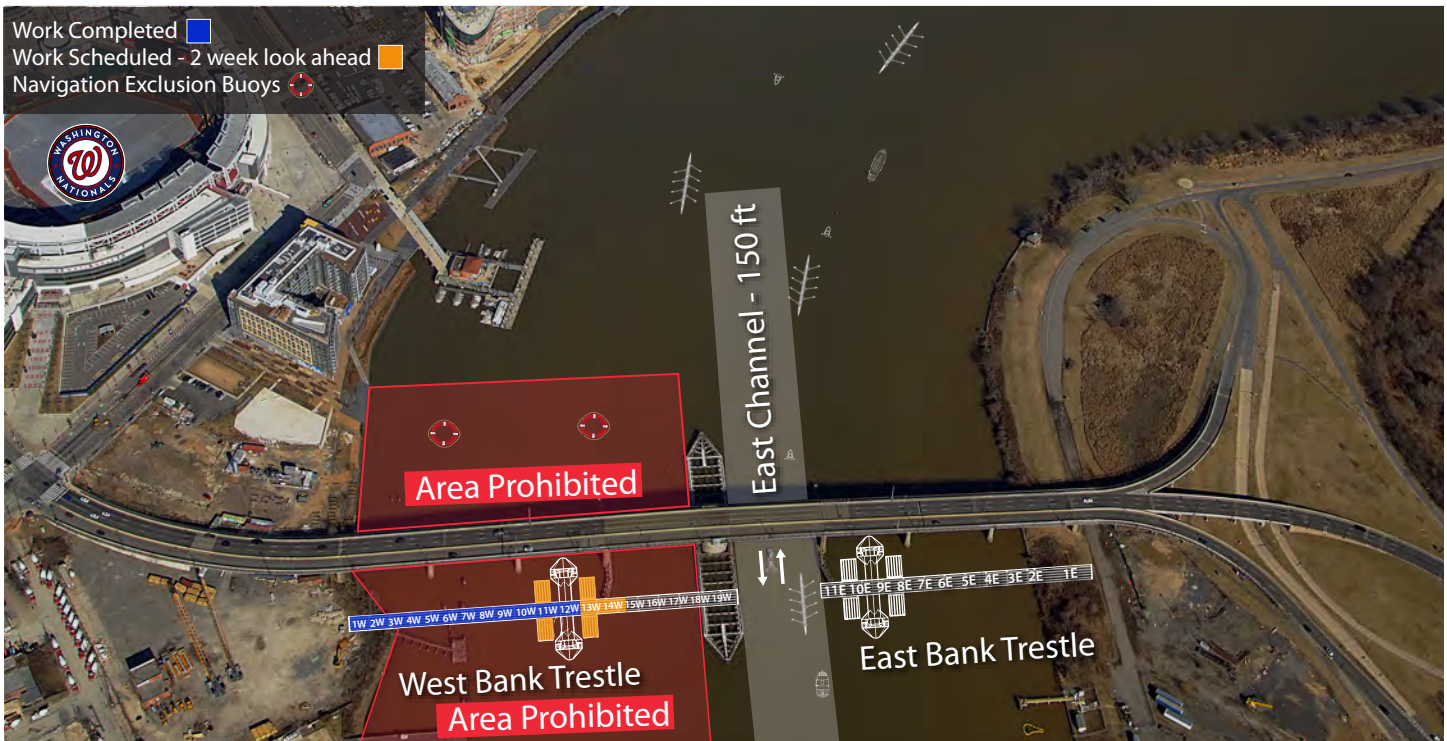 Work Completed
Work Scheduled - 2 week look ahead
Navigation Exclusion Buoys
WASHINGTON
W
NATIONALS
East Channel - 150 ft
Area Prohibited
1W 2W 3W 4W 5W 6W 7W 8W 9W 10W 11W 12W 13W 14W 15W 16W 17W 18W 19W
11E 10E 9E 8E 7E 6E 5E 4E 3E 2E 1E
West Bank Trestle
East Bank Trestle
Area Prohibited